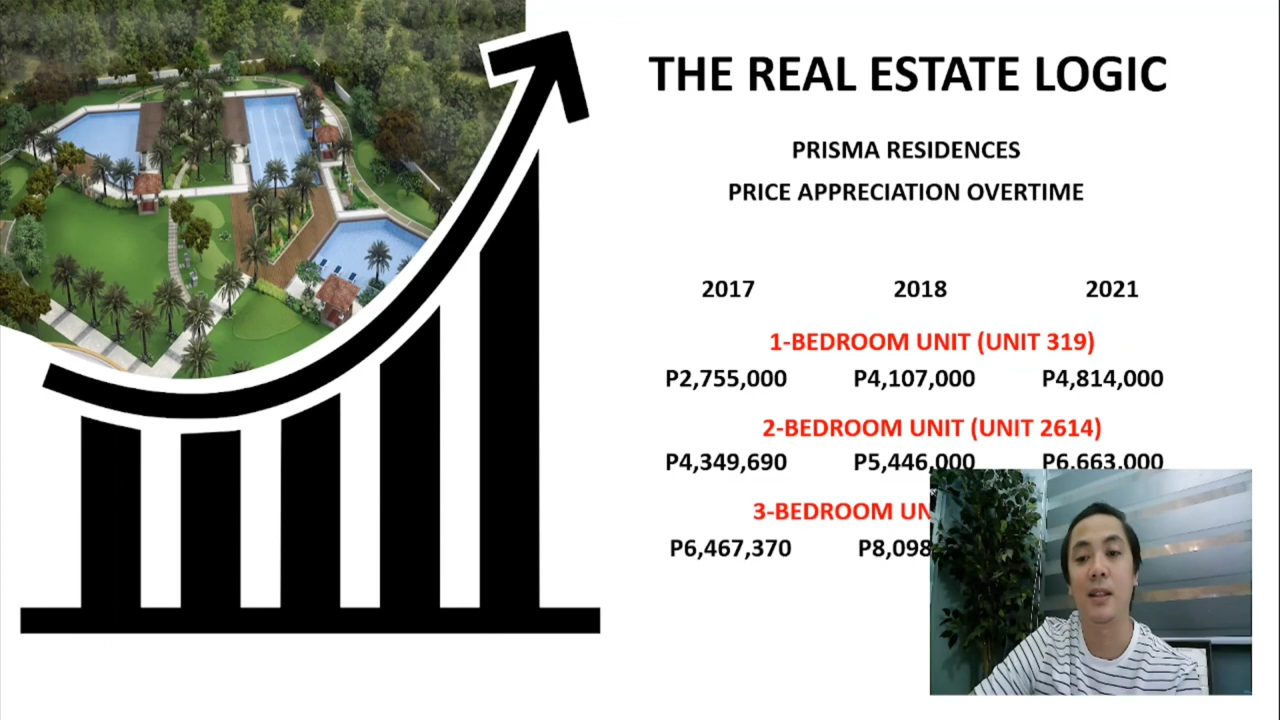 THE REAL ESTATE LOGIC
PRISMA RESIDENCES
PRICE APPRECIATION OVERTIME
2017 2018 2021
1-BEDROOM UNIT (UNIT 319)
P2,755,000 P4,107,000 P4,814,000
2-BEDROOM UNIT (UNIT 2614)
P4,349,690 P5,446,000 P6,663,000
3-BEDROOM
P6,467,370